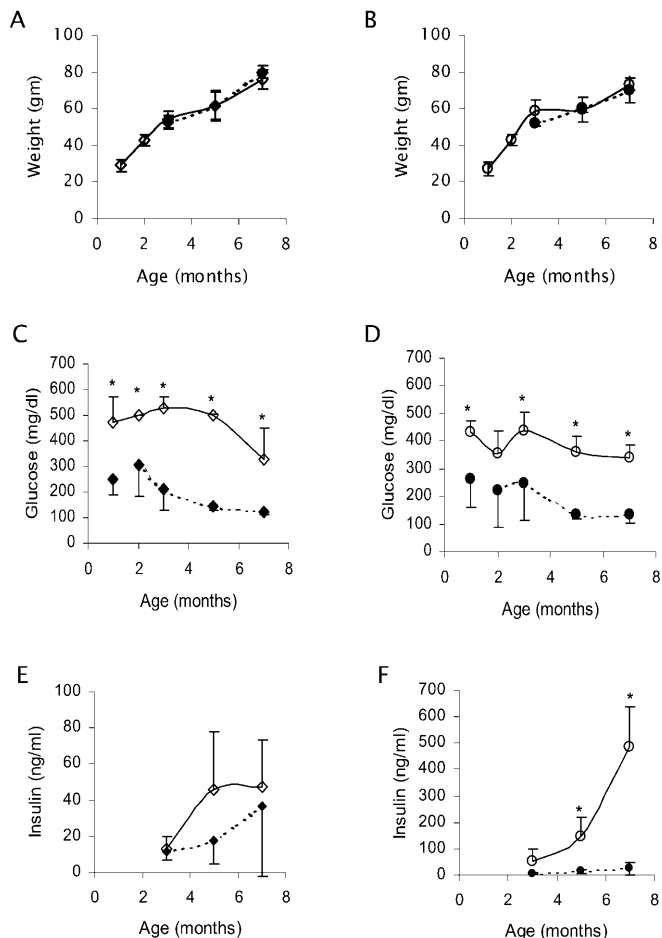 A
B
100
80
60
40
20
0
Weight (gm)
0 2 4 6 8
Age (months)
100
80
60
40
20
0
Weight (gm)
0 2 4 6 8
Age (months)
C
D
700
600
500
400
300
200
100
0
Glucose (mg/dl)
* * * * *
0 2 4 6 8
Age (months)
700
600
500
400
300
200
100
0
Glucose (mg/dl)
* * * *
0 2 4 6 8
Age (months)
E
F
100
80
60
40
20
0
Insulin (ng/ml)
0 2 4 6 8
Age (months)
700
600
500
400
300
200
100
0
Insulin (ng/ml)
* *
0 2 4 6 8
Age (months)